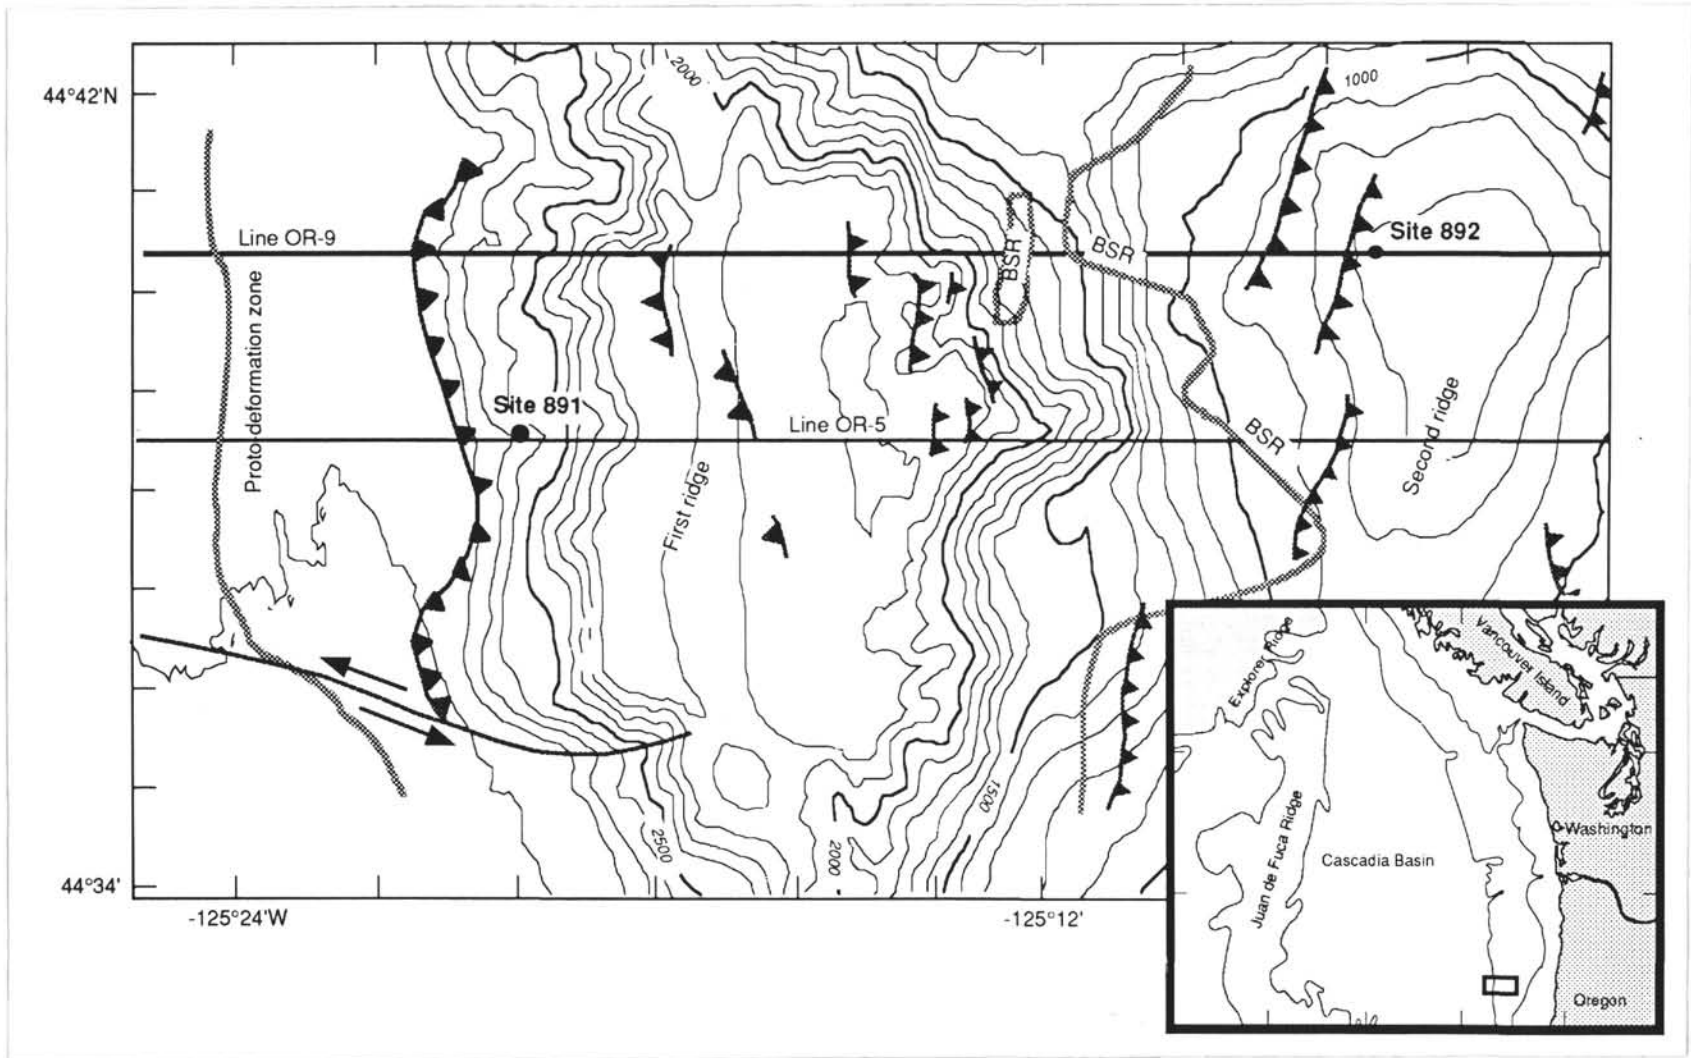 2000
1000
44°42'N
Site 892
Line OR-9
BSR
BSR
Proto-deformation zone
Site 891
Line OR-5
BSR
Second ridge
First ridge
Vancouver Island
Explorer Ridge
1500
Juan de Fuca Ridge
2500
2000
Washington
Cascadia Basin
44°34'
-125°24'W
-125°12'
Oregon